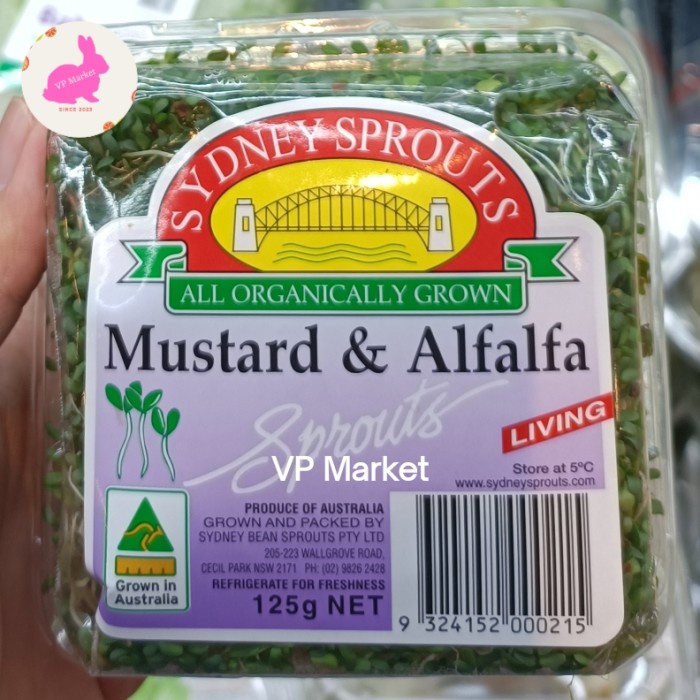 VP Market
SINCE 2023
SYDNEY SPROUTS
ALL ORGANICALLY GROWN
Mustard & Alfalfa
Sprouts
LIVING
VP Market
Store at 5ºC
www.sydneysprouts.com
PRODUCE OF AUSTRALIA
GROWN AND PACKED BY
SYDNEY BEAN SPROUTS PTY LTD
205-223 WALLGROVE ROAD,
CECIL PARK NSW 2171 PH: (02) 9826 2428
REFRIGERATE FOR FRESHNESS
125g NET
Grown in
Australia
9 324152 000215